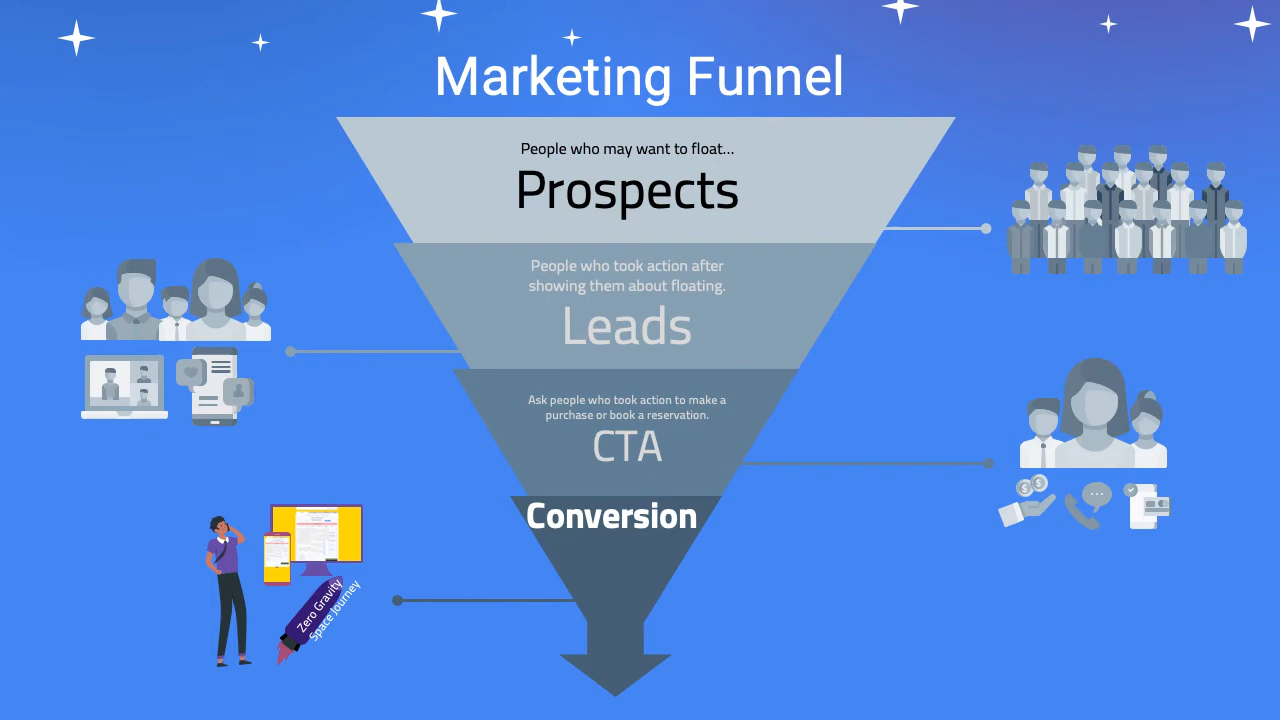 Marketing Funnel
People who may want to float...
Prospects
People who took action after
showing them about floating.
Leads
Ask people who took action to make a
purchase or book a reservation.
CTA
Conversion
Zero Gravity
Space Journey